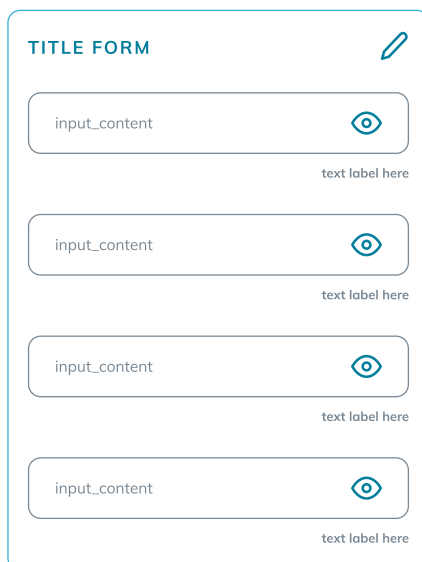 TITLE FORM
input_content
text label here
input_content
text label here
input_content
text label here
input_content
text label here